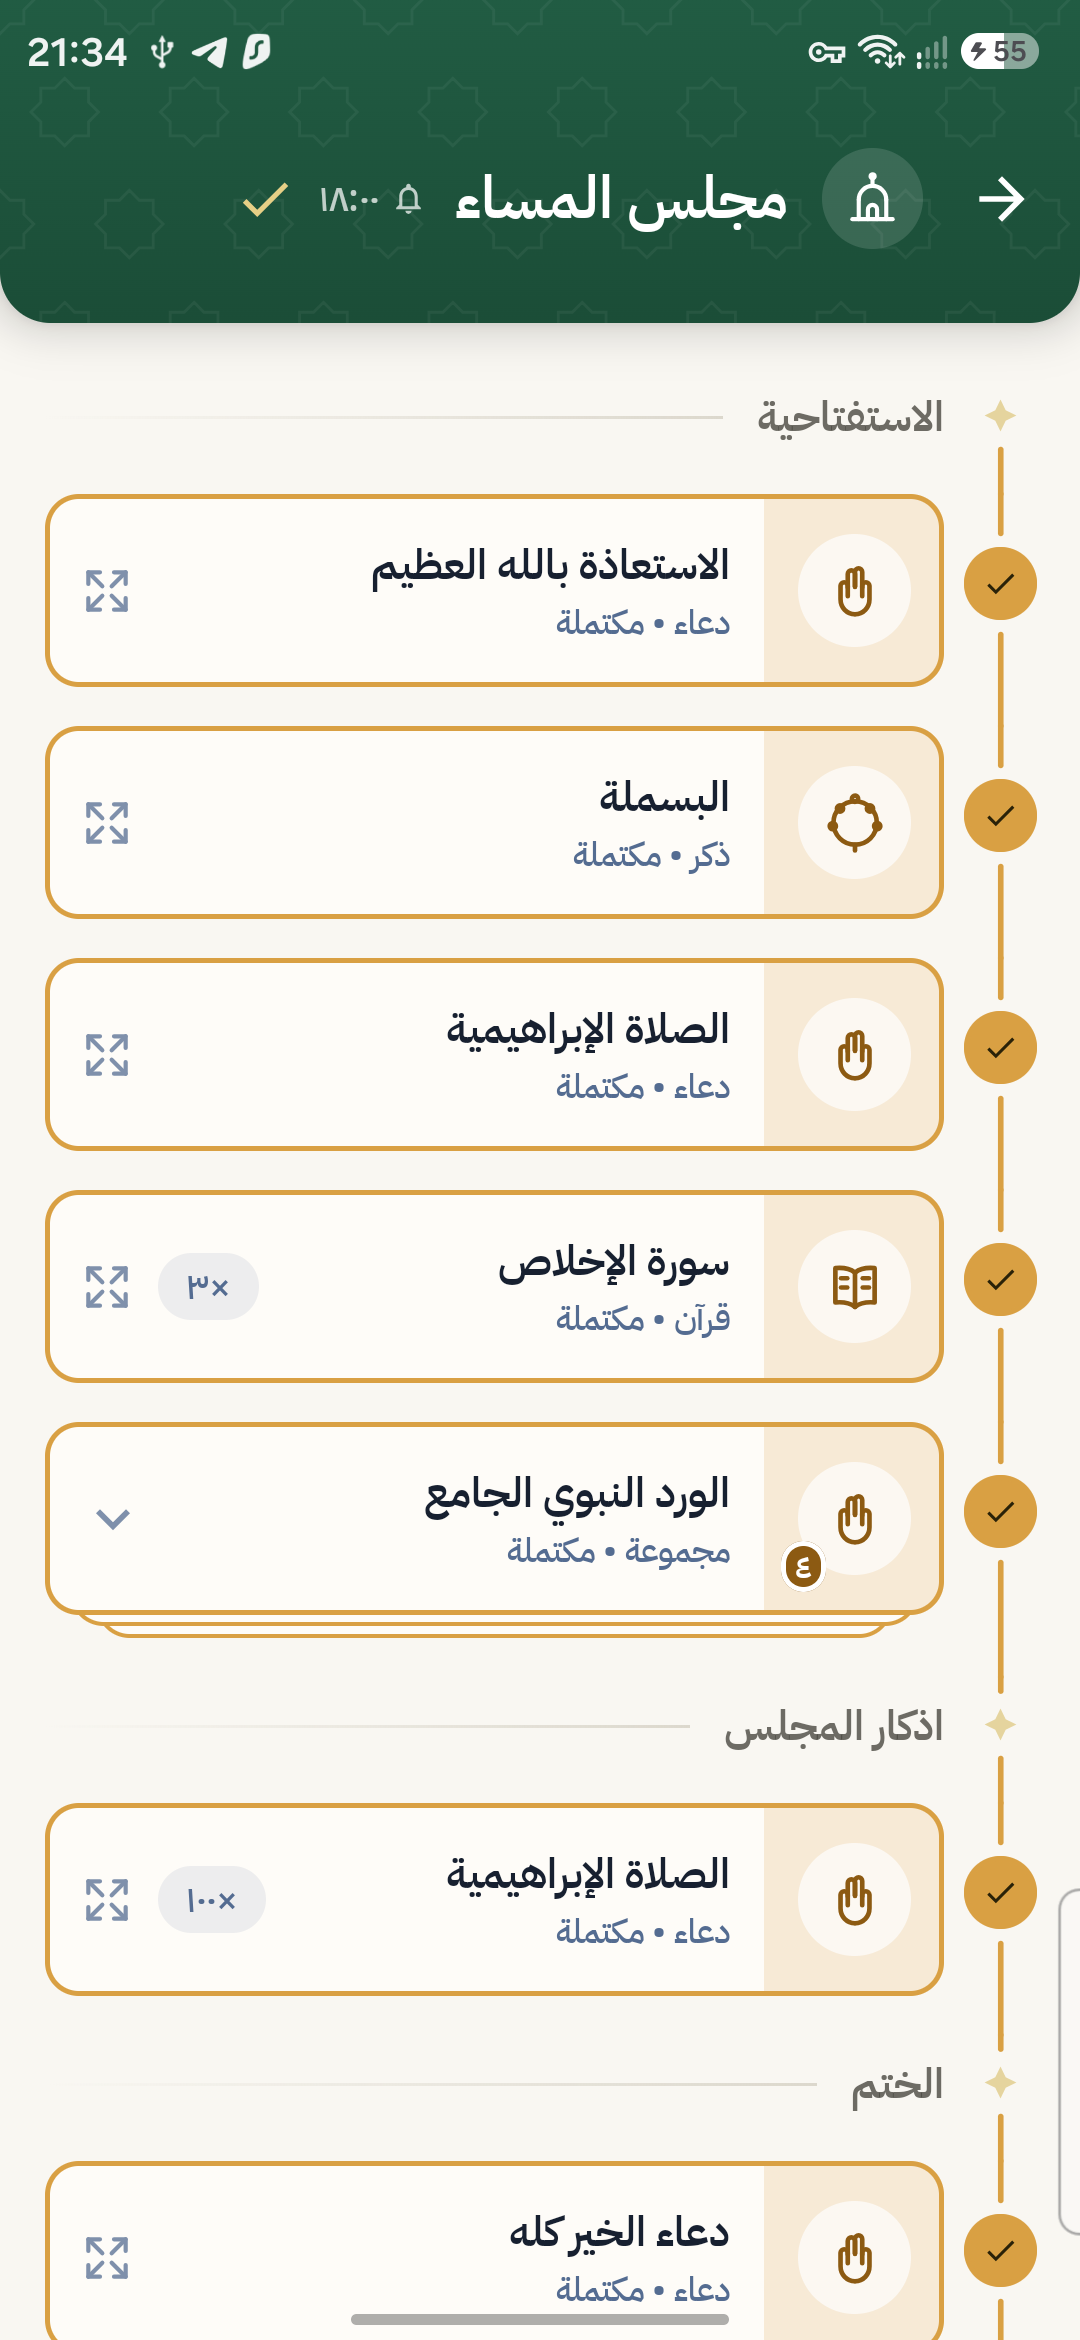 21:34
55
مجلس المساء ١٨:٠٠
الاستفتاحية
الاستعاذة بالله العظيم
دعاء • مكتملة
البسملة
ذكر • مكتملة
الصلاة الإبراهيمية
دعاء • مكتملة
سورة الإخلاص
قرآن • مكتملة
×٣
الورد النبوي الجامع
مجموعة • مكتملة
٤
اذكار المجلس
الصلاة الإبراهيمية
دعاء • مكتملة
×١٠٠
الختم
دعاء الخير كله
دعاء • مكتملة